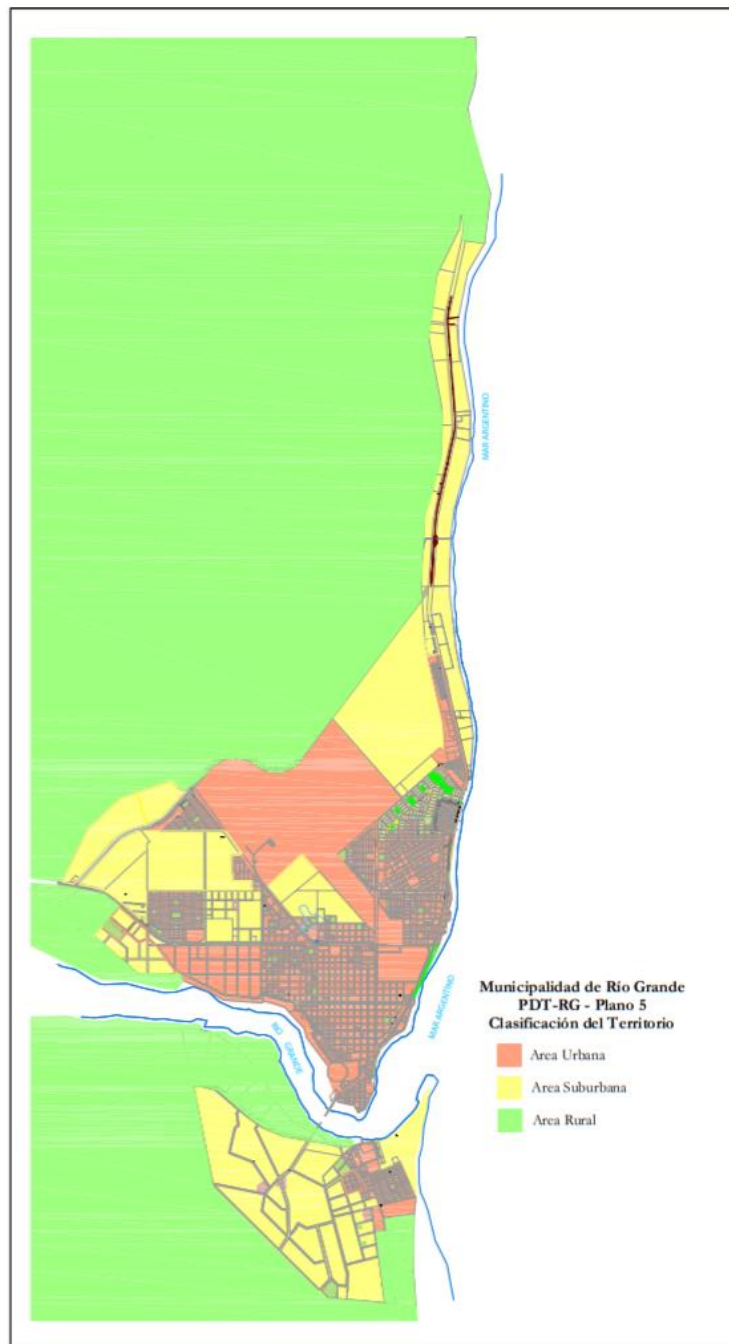 MAR ARGENTINO
Municipalidad de Río Grande
PDT-RG - Plano 5
Clasificación del Territorio
Area Urbana
Area Suburbana
Area Rural
MAR ARGENTINO
RIO GRANDE